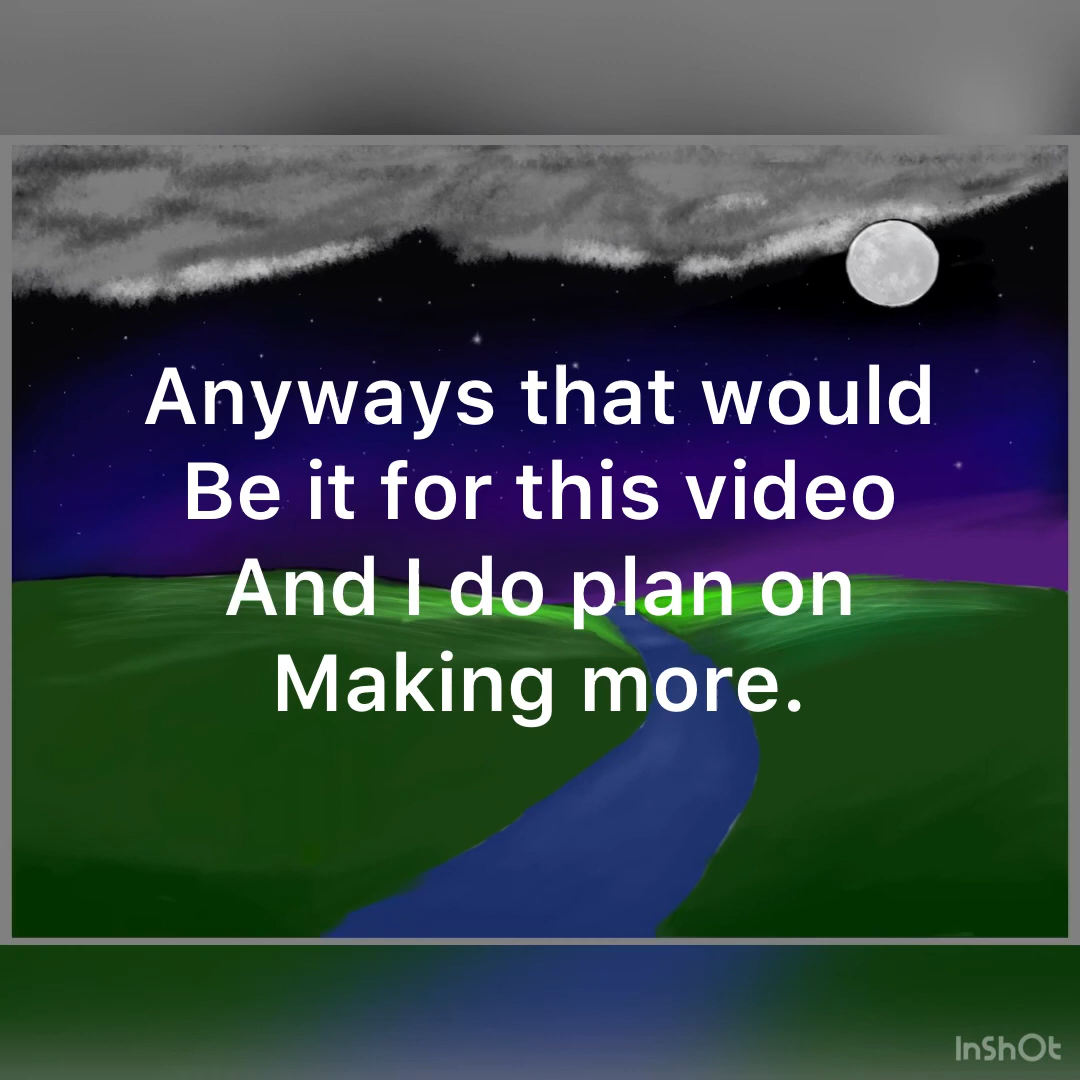 Anyways that would
Be it for this video
And I do plan on
Making more.
InShOt